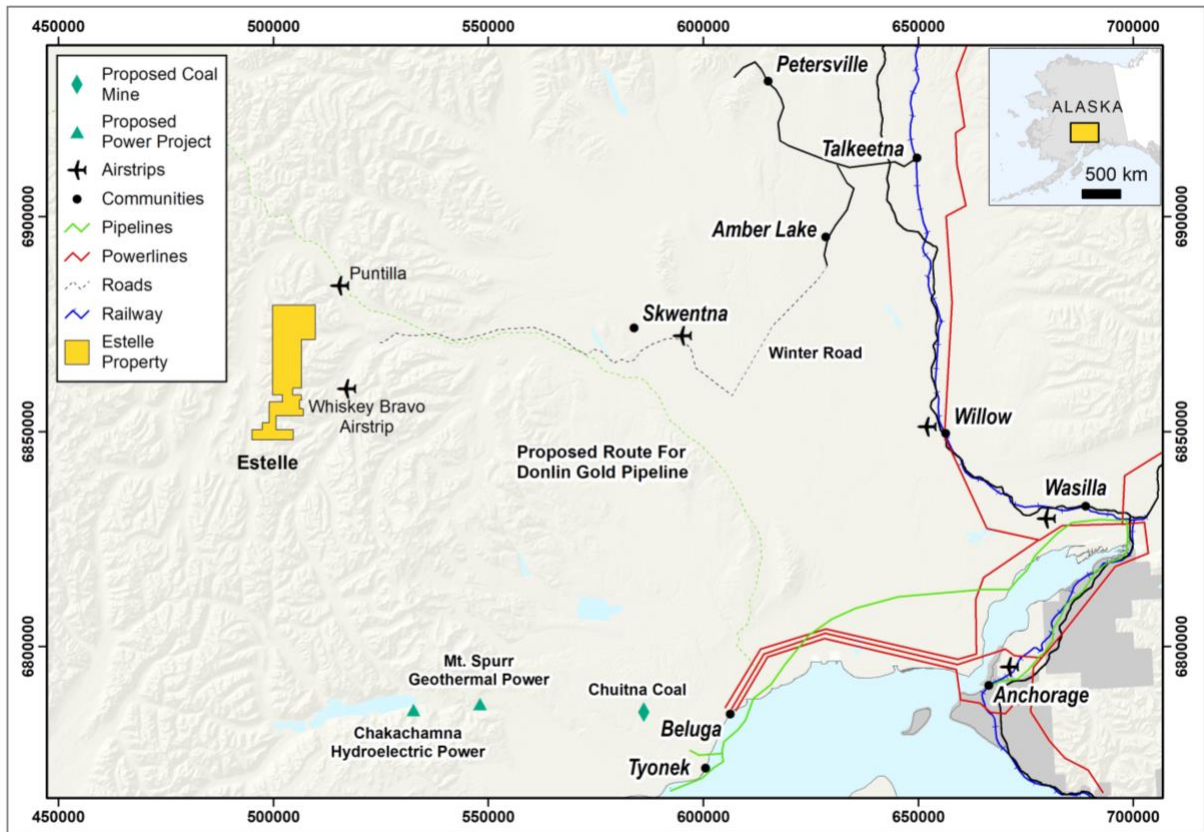 450000
500000
550000
600000
650000
700000
Proposed Coal
Mine
Proposed
Power Project
Airstrips
Communities
Pipelines
Powerlines
Roads
Railway
Estelle
Property
ALASKA
500 km
6900000
6850000
6800000
6900000
6850000
6800000
Petersville
Talkeetna
Amber Lake
Puntilla
Skwentna
Winter Road
Whiskey Bravo
Airstrip
Estelle
Proposed Route For
Donlin Gold Pipeline
Willow
Wasilla
Mt. Spurr
Geothermal Power
Chuitna Coal
Chakachamna
Hydroelectric Power
Beluga
Tyonek
Anchorage
450000
500000
550000
600000
650000
700000